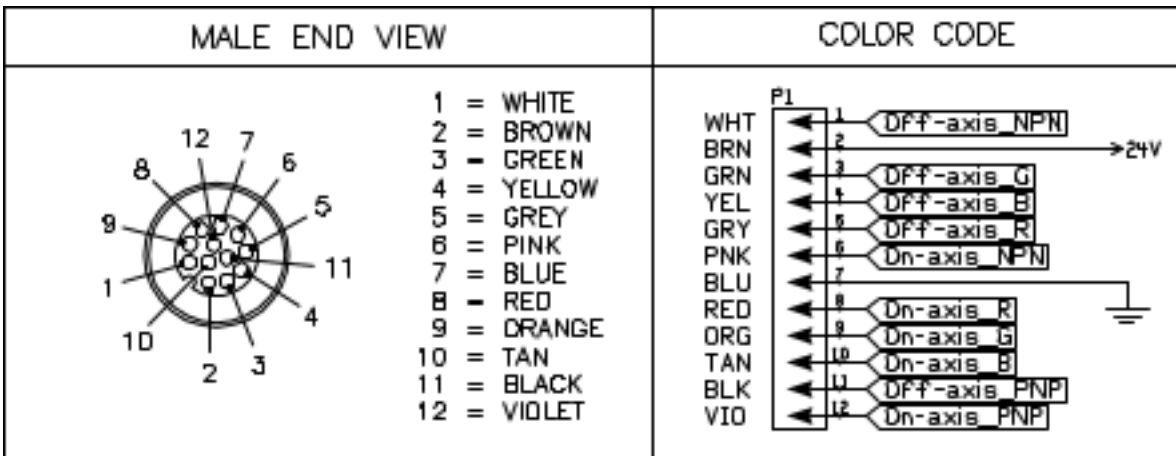 MALE END VIEW
COLOR CODE
12
7
8
6
9
5
1
11
10
4
2
3
1 = WHITE
2 = BROWN
3 = GREEN
4 = YELLOW
5 = GREY
6 = PINK
7 = BLUE
8 = RED
9 = ORANGE
10 = TAN
11 = BLACK
12 = VIOLET
P1
WHT 1 Off-axis_NPN
BRN 2 24V
GRN 3 Off-axis_G
YEL 4 Off-axis_B
GRY 5 Off-axis_R
PNK 6 On-axis_NPN
BLU 7
RED 8 On-axis_R
ORG 9 On-axis_G
TAN 10 On-axis_B
BLK 11 Off-axis_PNP
VIO 12 On-axis_PNP